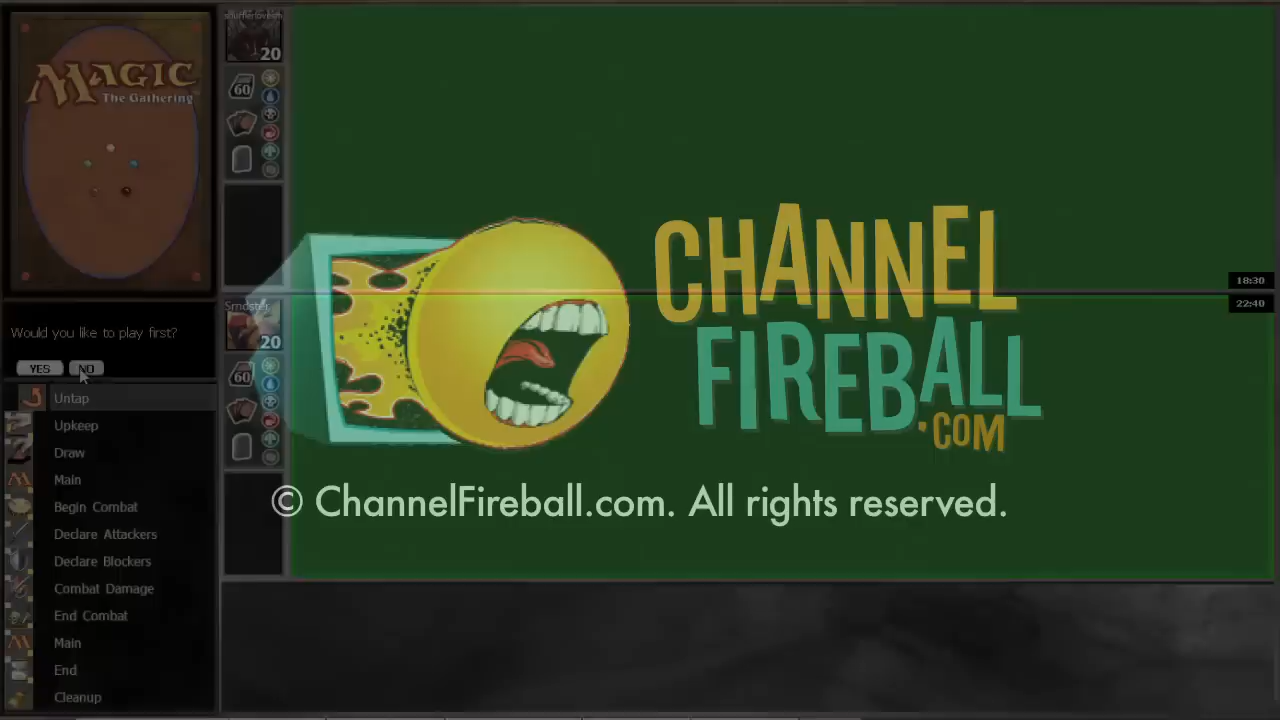 MAGIC
The Gathering
20
60
18:30
22:40
CHANNEL
FIREBALL
.COM
Smdster
20
60
Would you like to play first?
YES NO
Untap
Upkeep
Draw
Main
Begin Combat
Declare Attackers
Declare Blockers
Combat Damage
End Combat
Main
End
Cleanup
© ChannelFireball.com. All rights reserved.